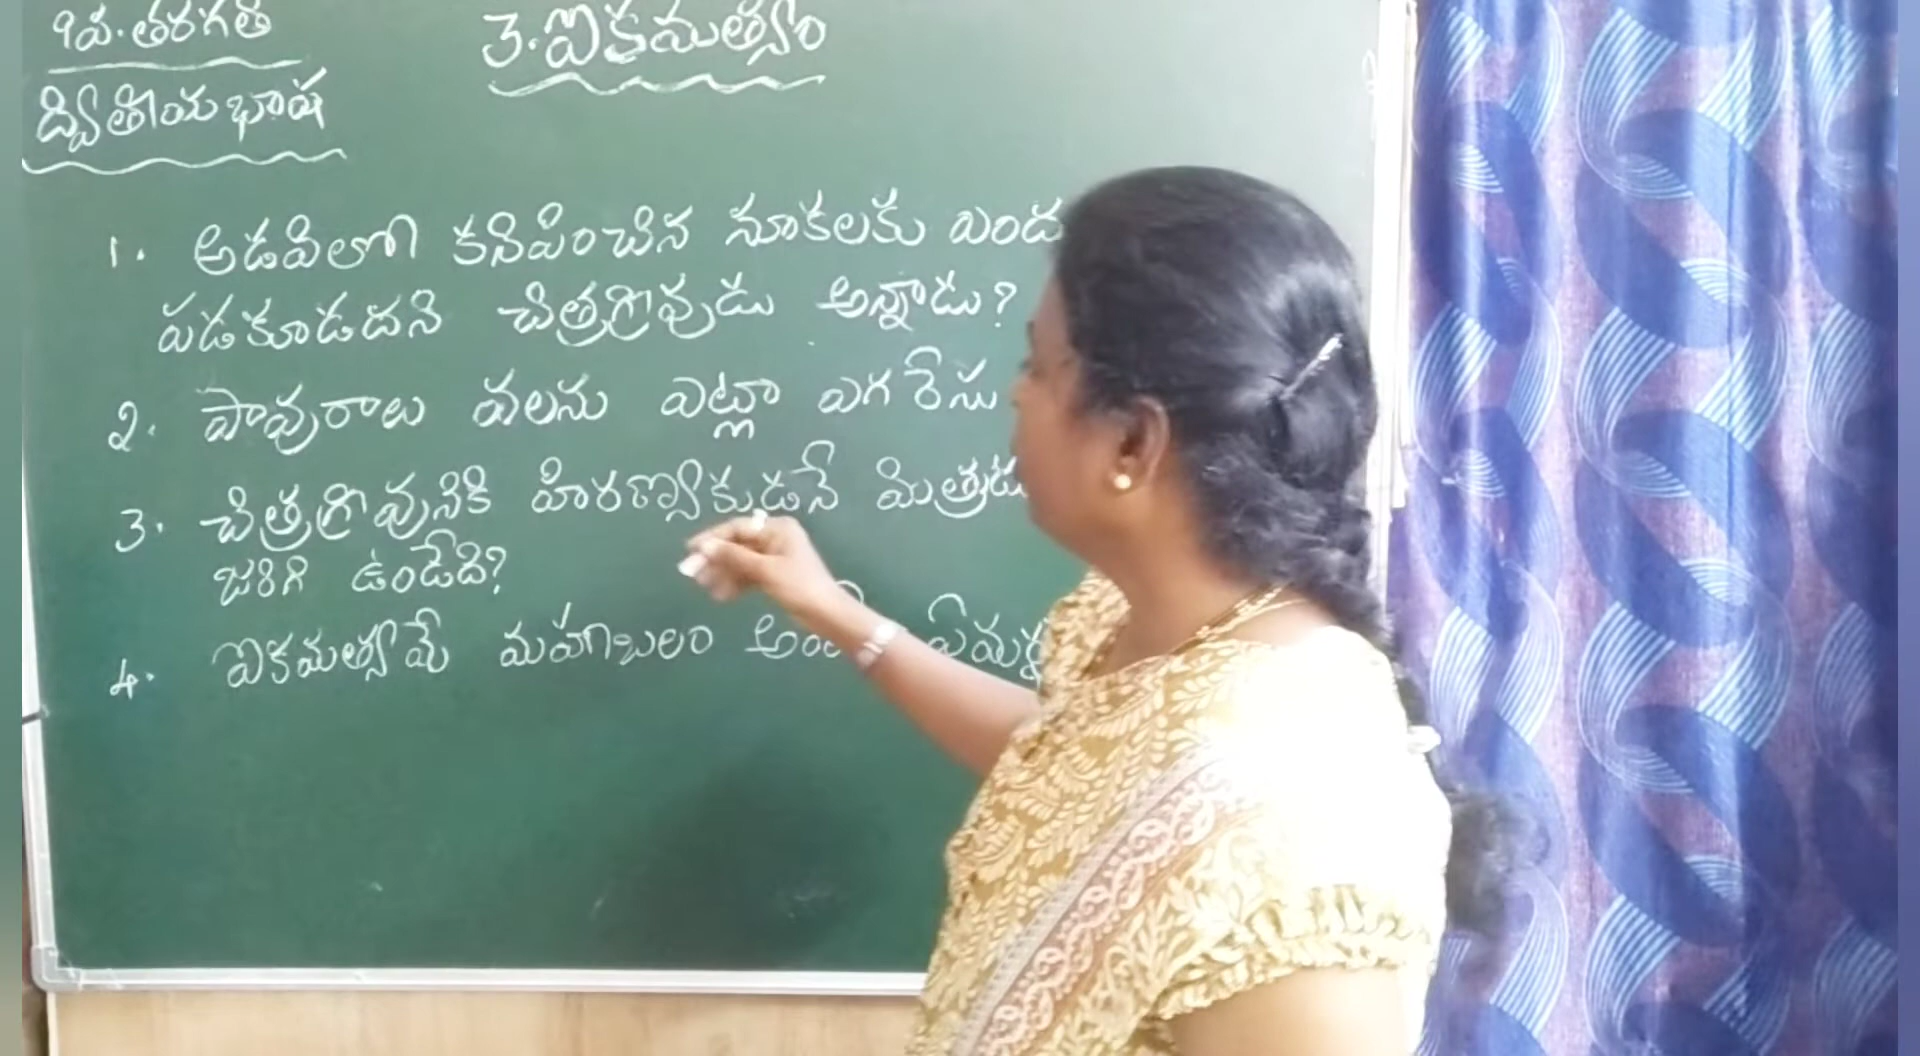 9వ. తరగతి
3. ఐకమత్యం
ద్వితీయ భాష
1. అడవిలో కనిపించిన నూకలకు
పడకూడదని చిత్రగ్రీవుడు అన్నాడు?
2. పావురాలు వలను ఎట్లా
3. చిత్రగ్రీవునికి హిరణ్యకుడనే
జరిగి ఉండేది?
4. ఐకమత్యమే మహాబలం